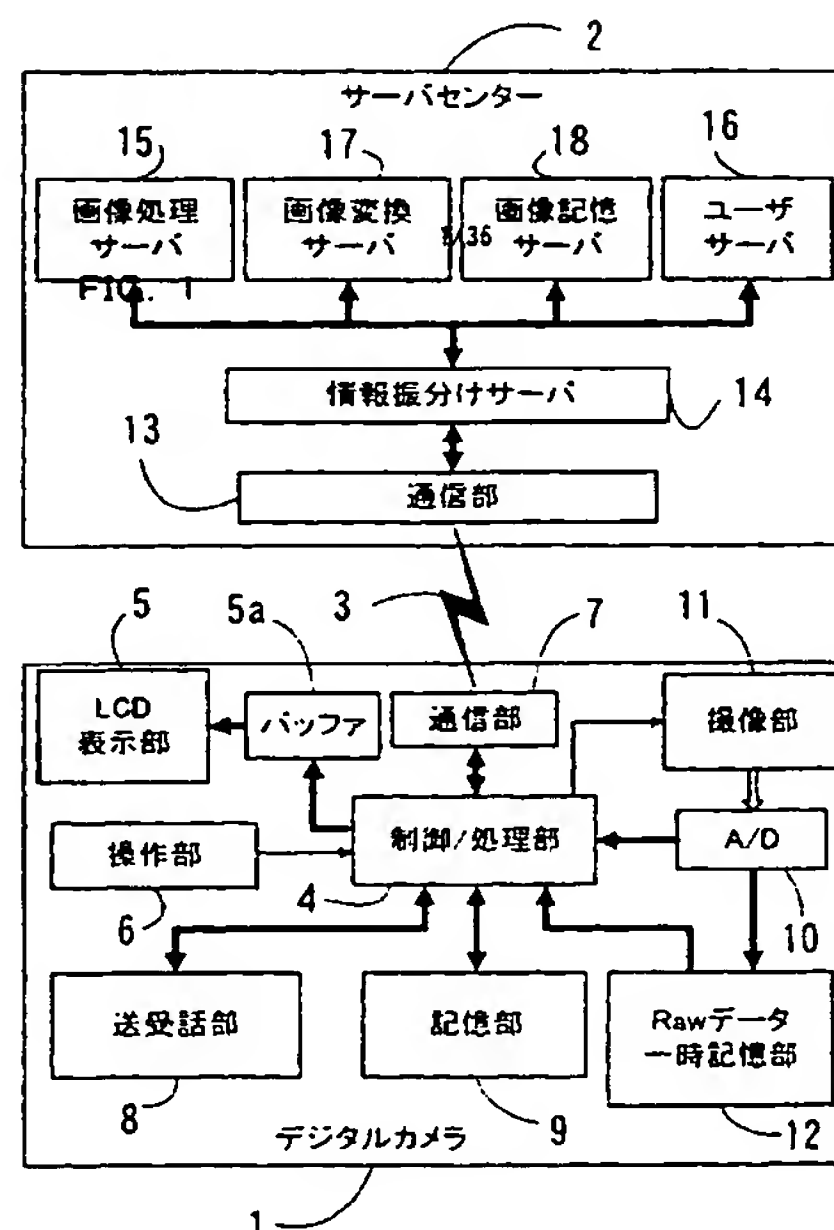 2
サーバセンター
15
17
18
16
画像処理
サーバ
画像変換
サーバ
画像記憶
サーバ
ユーザ
サーバ
FIG. 1
情報振分けサーバ
14
13
通信部
3
5
5a
7
11
LCD
表示部
バッファ
通信部
撮像部
操作部
制御/処理部
A/D
6
4
10
送受話部
記憶部
Rawデータ
一時記憶部
8
9
12
デジタルカメラ
1